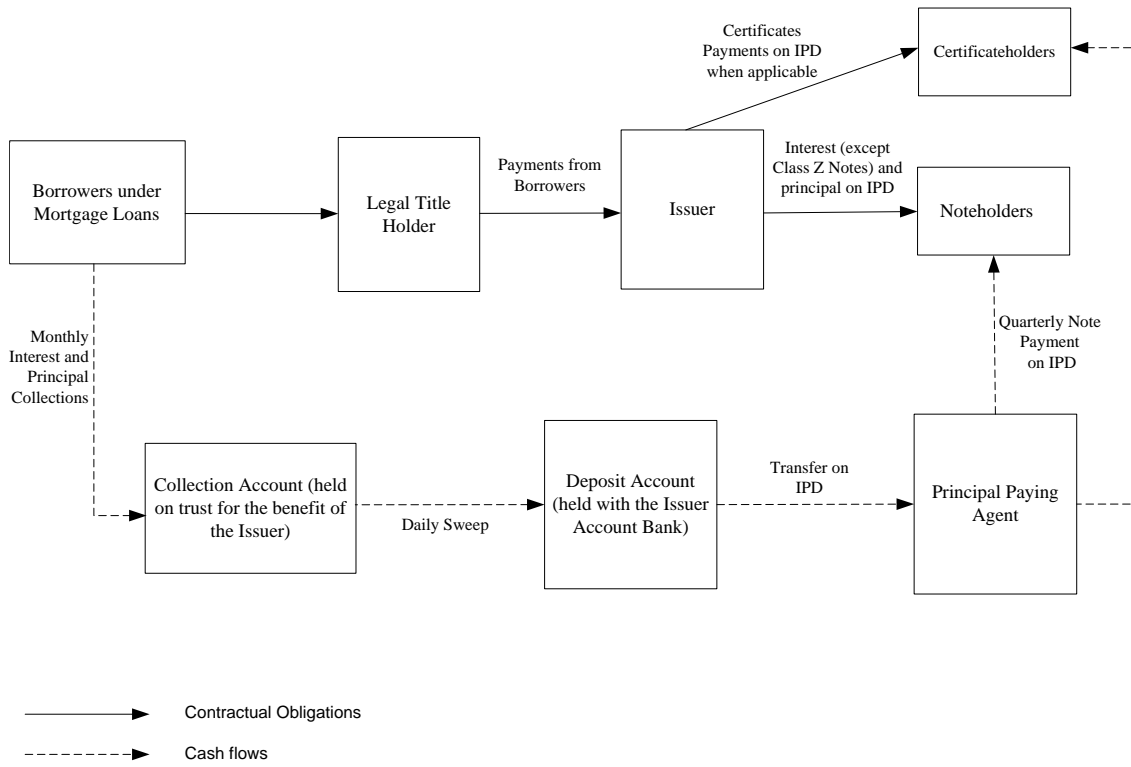 Certificates
Payments on IPD
when applicable
Certificateholders
Borrowers under
Mortgage Loans
Legal Title
Holder
Payments from
Borrowers
Issuer
Interest (except
Class Z Notes) and
principal on IPD
Noteholders
Monthly
Interest and
Principal
Collections
Quarterly Note
Payment
on IPD
Collection Account (held
on trust for the benefit of
the Issuer)
Daily Sweep
Deposit Account
(held with the Issuer
Account Bank)
Transfer on
IPD
Principal Paying
Agent
Contractual Obligations
Cash flows